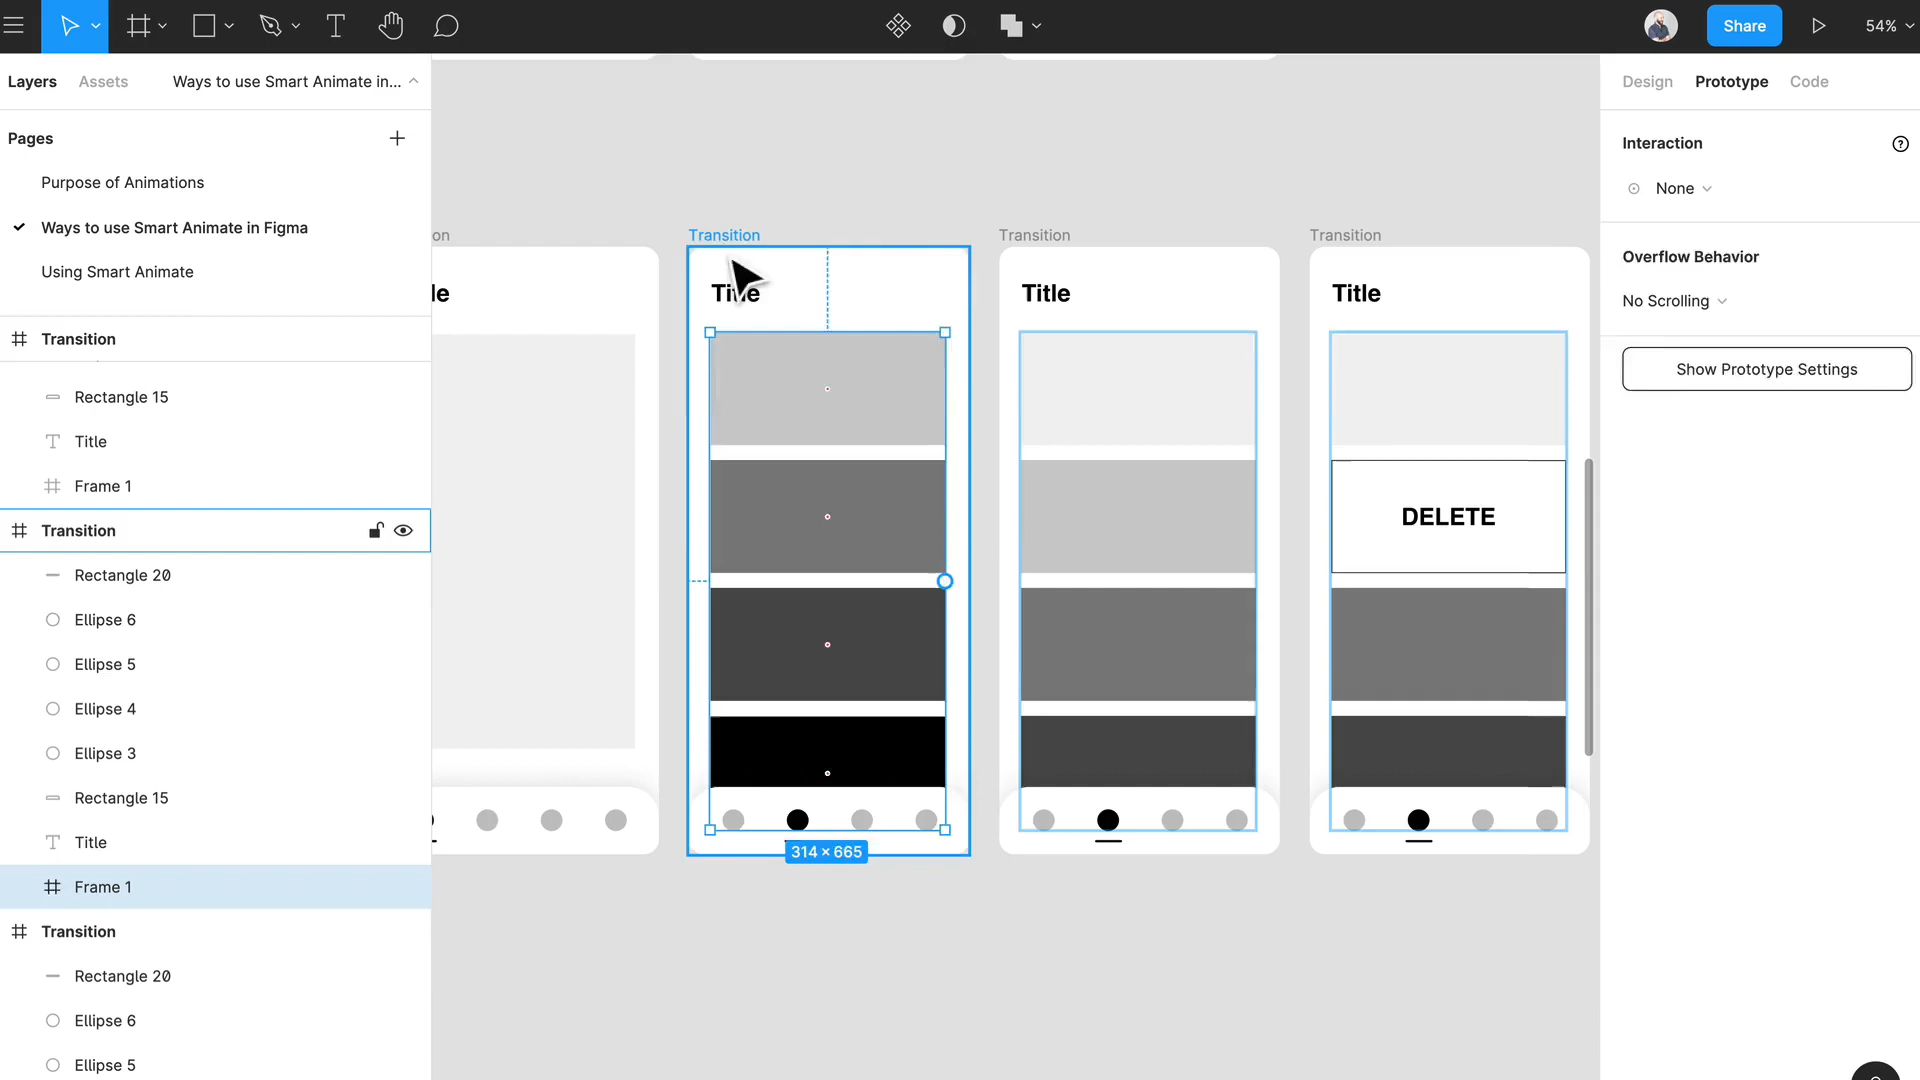 Share
54%
Layers
Assets
Ways to use Smart Animate in...
Pages
Purpose of Animations
Ways to use Smart Animate in Figma
Using Smart Animate
Transition
Rectangle 15
Title
Frame 1
Transition
Rectangle 20
Ellipse 6
Ellipse 5
Ellipse 4
Ellipse 3
Rectangle 15
Title
Frame 1
Transition
Rectangle 20
Ellipse 6
Ellipse 5
on
le
Transition
Title
314 × 665
Transition
Title
Transition
Title
DELETE
Design
Prototype
Code
Interaction
None
Overflow Behavior
No Scrolling
Show Prototype Settings